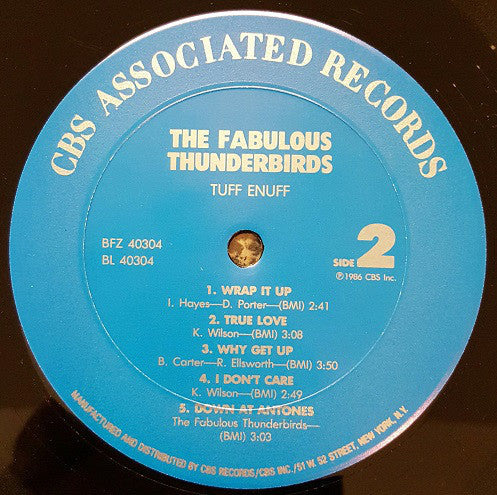 CBS ASSOCIATED RECORDS
THE FABULOUS
THUNDERBIRDS
TUFF ENUFF
BFZ 40304
BL 40304
SIDE 2
℗ 1986 CBS Inc.
1. WRAP IT UP
I. Hayes—D. Porter—(BMI) 2:41
2. TRUE LOVE
K. Wilson—(BMI) 3:08
3. WHY GET UP
B. Carter—R. Ellsworth—(BMI) 3:50
4. I DON'T CARE
K. Wilson—(BMI) 2:49
5. DOWN AT ANTONES
The Fabulous Thunderbirds—
(BMI) 3:03
MANUFACTURED AND DISTRIBUTED BY CBS RECORDS/CBS INC./51 W. 52 STREET, NEW YORK, N.Y.